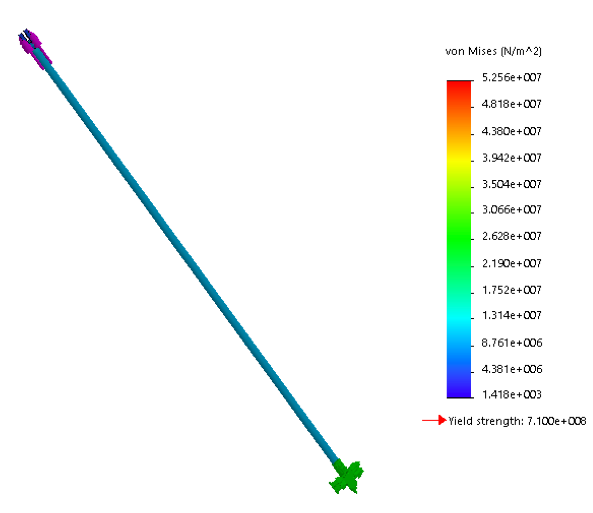 von Mises (N/m^2)
5.256e+007
4.818e+007
4.380e+007
3.942e+007
3.504e+007
3.066e+007
2.628e+007
2.190e+007
1.752e+007
1.314e+007
8.761e+006
4.381e+006
1.418e+003
Yield strength: 7.100e+008